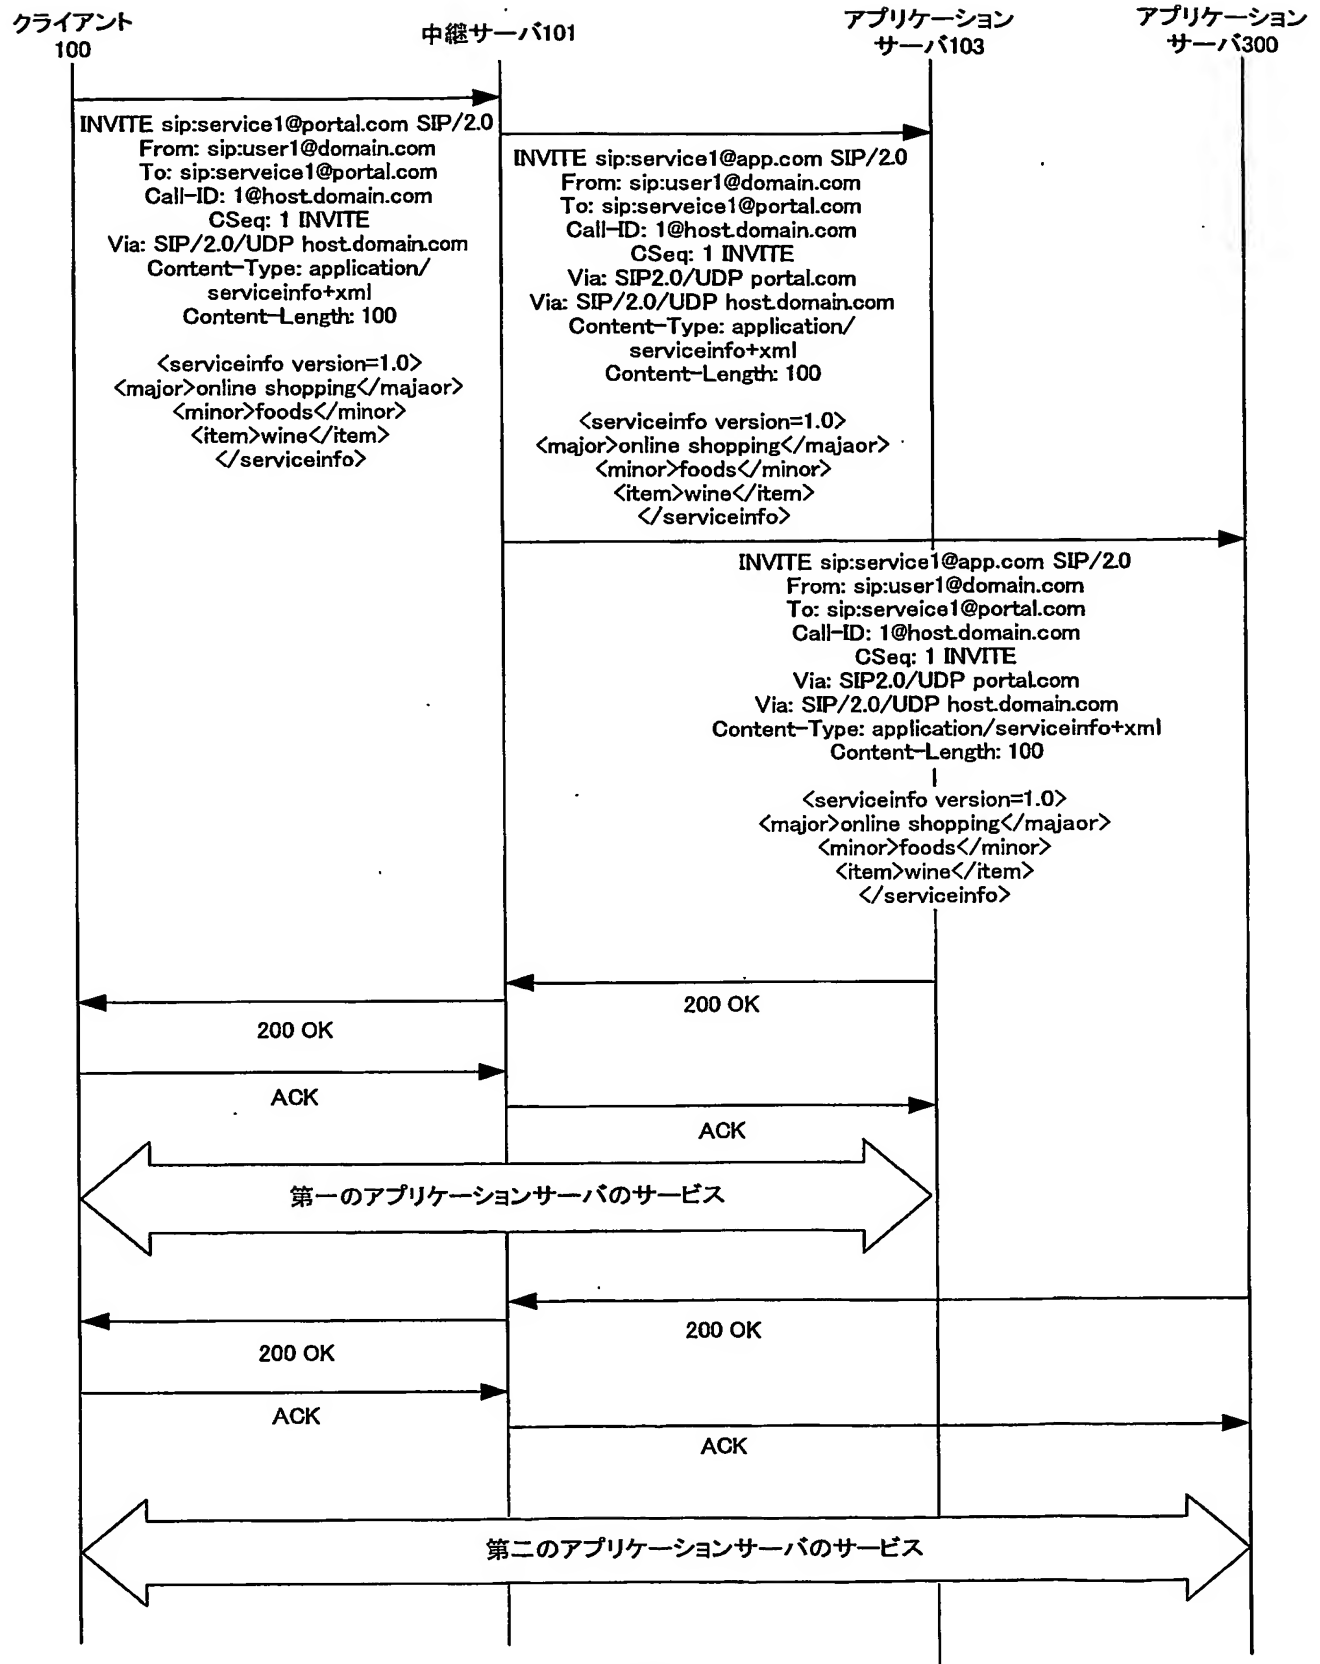 クライアント
100
中継サーバ101
アプリケーション
サーバ103
アプリケーション
サーバ300
INVITE sip:service1@portal.com SIP/2.0
From: sip:user1@domain.com
To: sip:serveice1@portal.com
Call-ID: 1@host.domain.com
CSeq: 1 INVITE
Via: SIP/2.0/UDP host.domain.com
Content-Type: application/
serviceinfo+xml
Content-Length: 100
<serviceinfo version=1.0>
<major>online shopping</majaor>
<minor>foods</minor>
<item>wine</item>
</serviceinfo>
INVITE sip:service1@app.com SIP/2.0
From: sip:user1@domain.com
To: sip:serveice1@portal.com
Call-ID: 1@host.domain.com
CSeq: 1 INVITE
Via: SIP2.0/UDP portal.com
Via: SIP/2.0/UDP host.domain.com
Content-Type: application/
serviceinfo+xml
Content-Length: 100
<serviceinfo version=1.0>
<major>online shopping</majaor>
<minor>foods</minor>
<item>wine</item>
</serviceinfo>
INVITE sip:service1@app.com SIP/2.0
From: sip:user1@domain.com
To: sip:serveice1@portal.com
Call-ID: 1@host.domain.com
CSeq: 1 INVITE
Via: SIP2.0/UDP portal.com
Via: SIP/2.0/UDP host.domain.com
Content-Type: application/serviceinfo+xml
Content-Length: 100
<serviceinfo version=1.0>
<major>online shopping</majaor>
<minor>foods</minor>
<item>wine</item>
</serviceinfo>
200 OK
200 OK
ACK
ACK
第一のアプリケーションサーバのサービス
200 OK
200 OK
ACK
ACK
第二のアプリケーションサーバのサービス